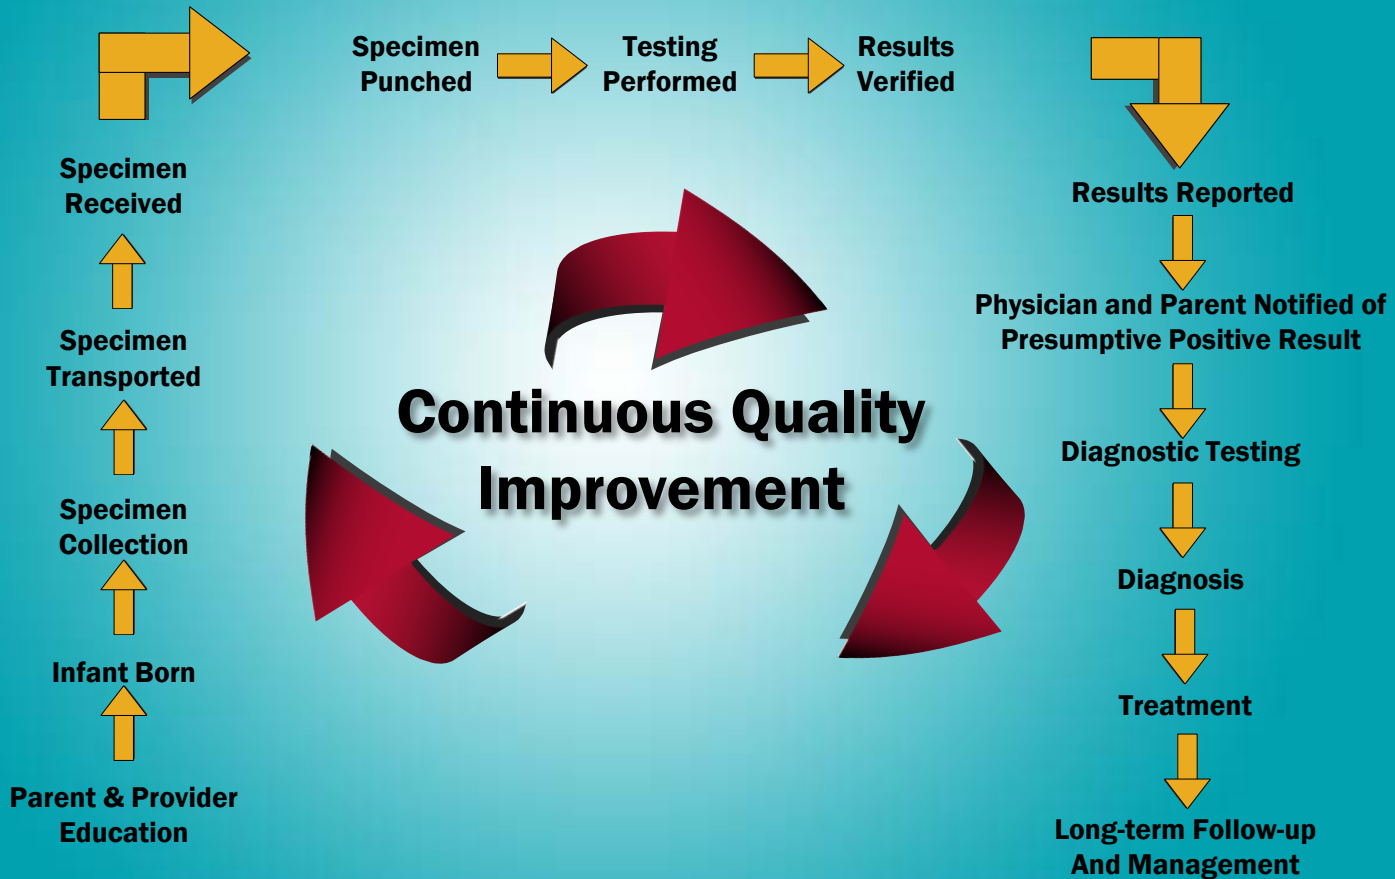 Parent & Provider
Education
Infant Born
Specimen
Collection
Specimen
Transported
Specimen
Received
Specimen
Punched
Testing
Performed
Results
Verified
Results Reported
Physician and Parent Notified of
Presumptive Positive Result
Diagnostic Testing
Diagnosis
Treatment
Long-term Follow-up
And Management
Continuous Quality
Improvement